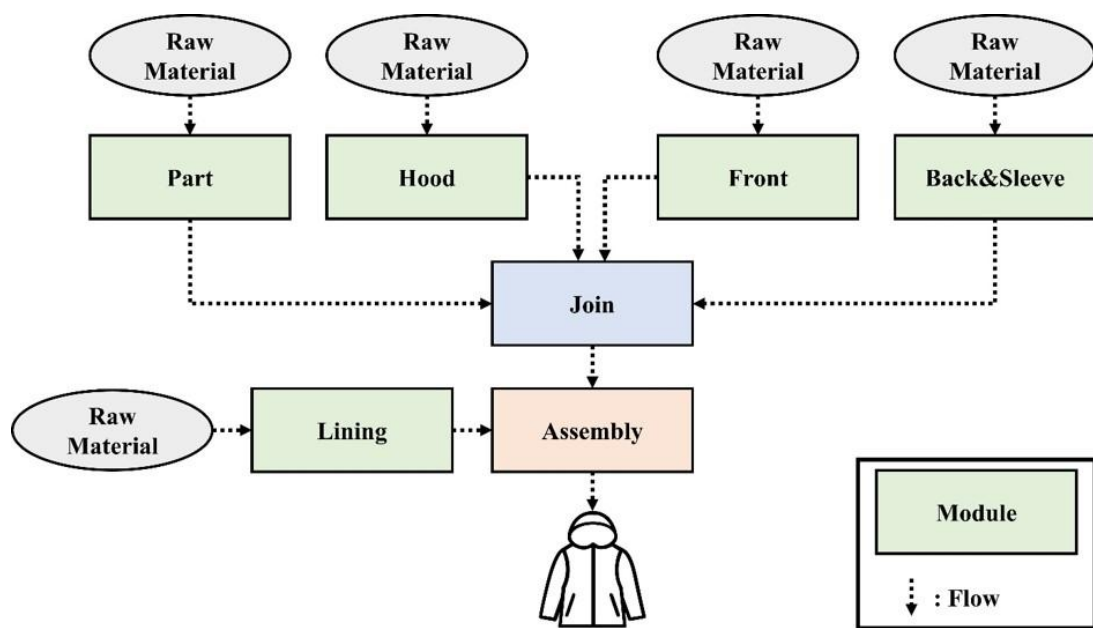 Raw
Material
Raw
Material
Raw
Material
Raw
Material
Part
Hood
Front
Back&Sleeve
Join
Raw
Material
Lining
Assembly
Module
: Flow